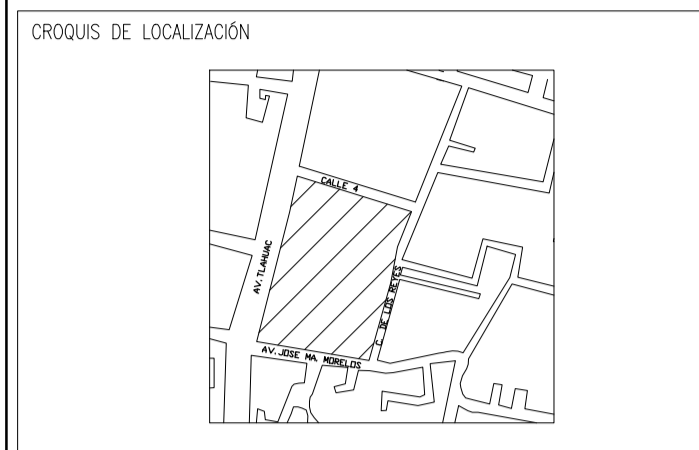 CROQUIS DE LOCALIZACIÓN
CALLE 4
AV. TLAHUAC
C. DE LOS REYES
AV. JOSE MA. MORELOS